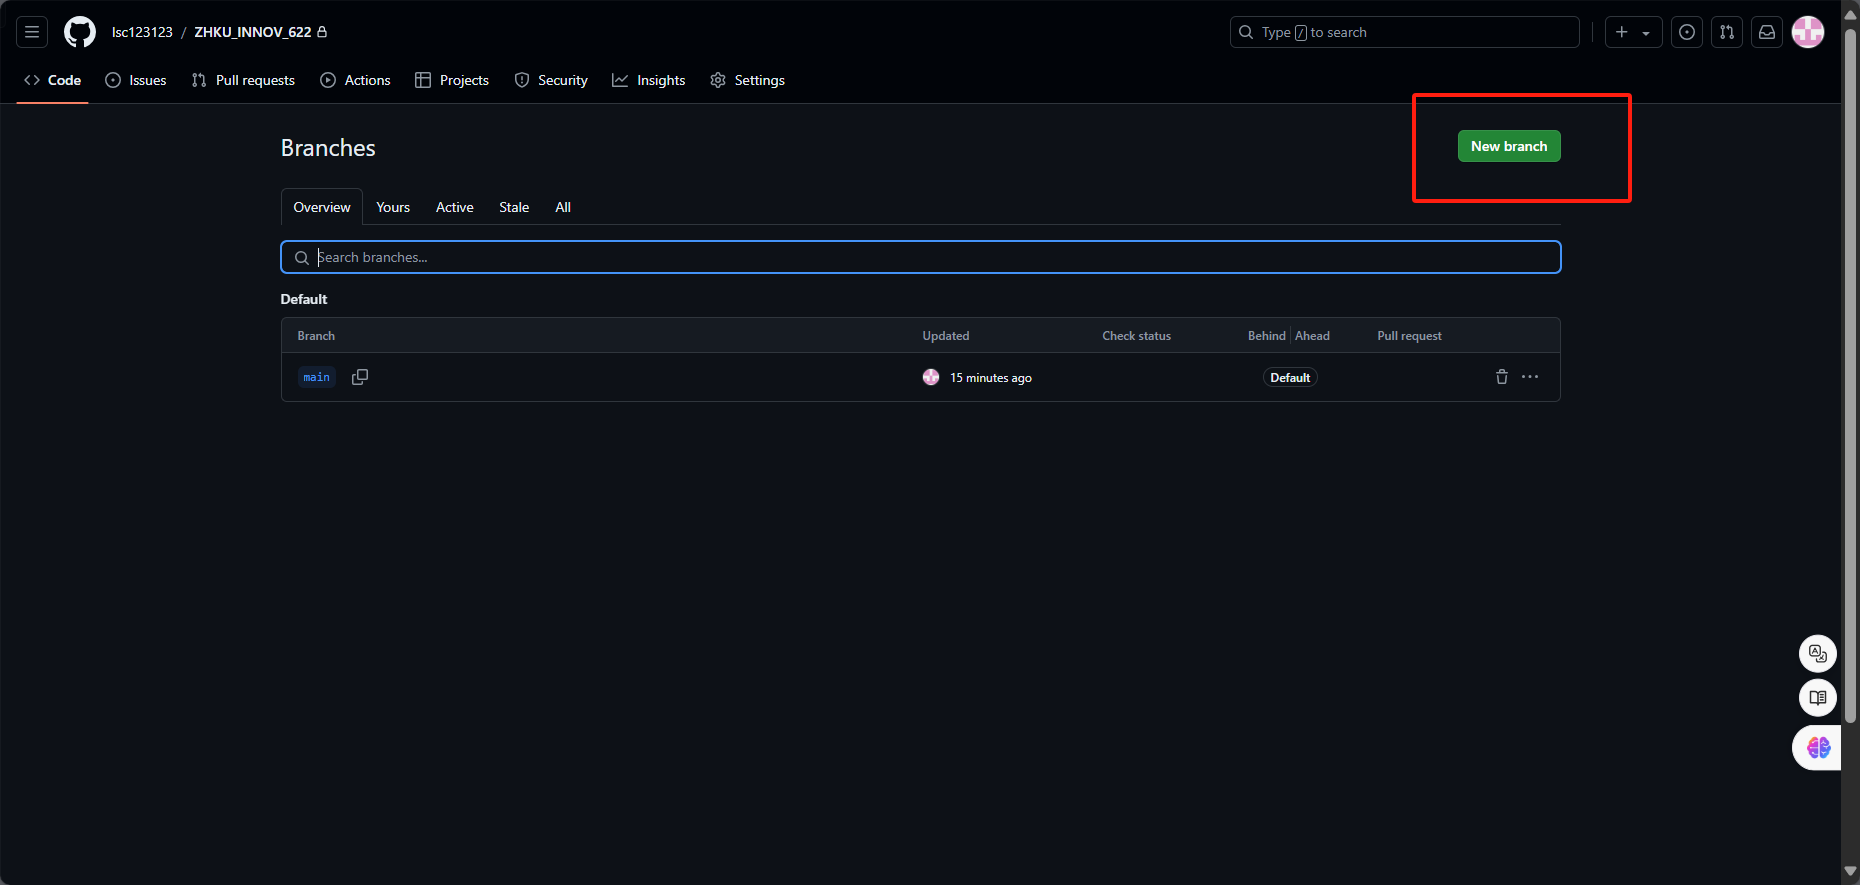 lsc123123 / ZHKU_INNOV_622
Type / to search
Code Issues Pull requests Actions Projects Security Insights Settings
Branches
New branch
Overview Yours Active Stale All
Search branches...
Default
Branch Updated Check status Behind Ahead Pull request
main 15 minutes ago Default